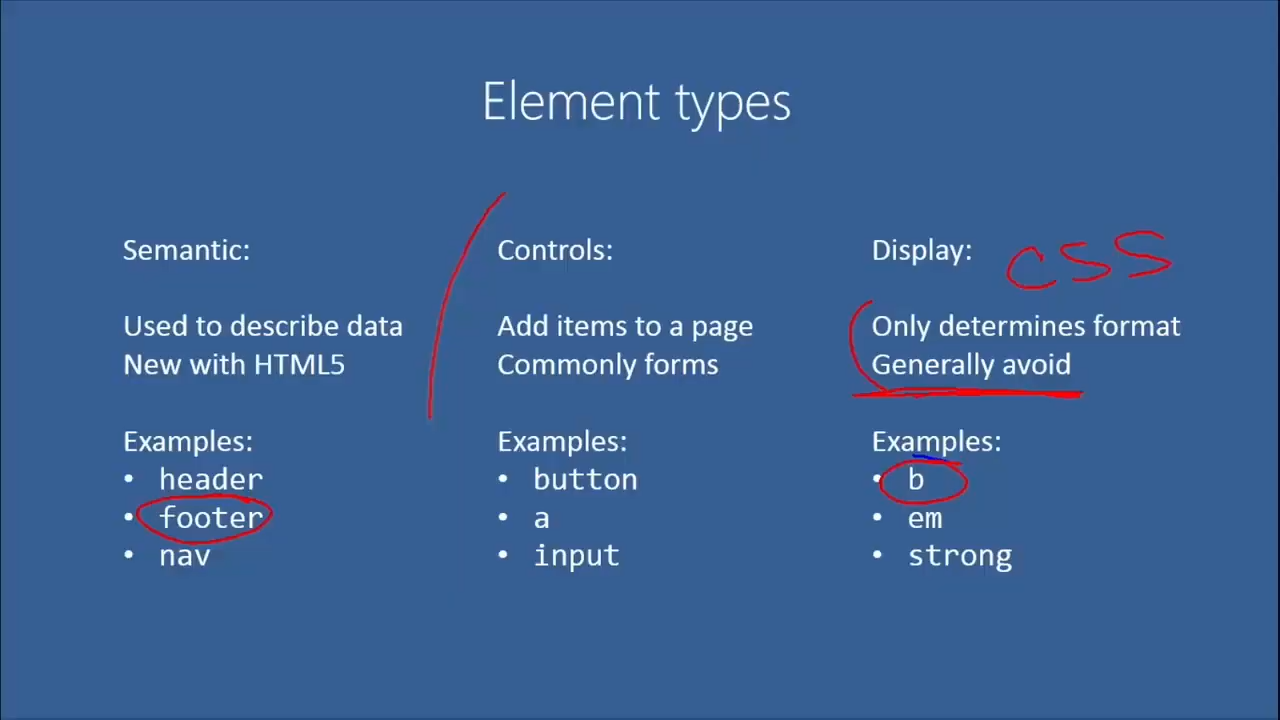 Element types
Semantic:
Used to describe data
New with HTML5
Examples:
• header
• footer
• nav
Controls:
Add items to a page
Commonly forms
Examples:
• button
• a
• input
Display: CSS
Only determines format
Generally avoid
Examples:
• b
• em
• strong